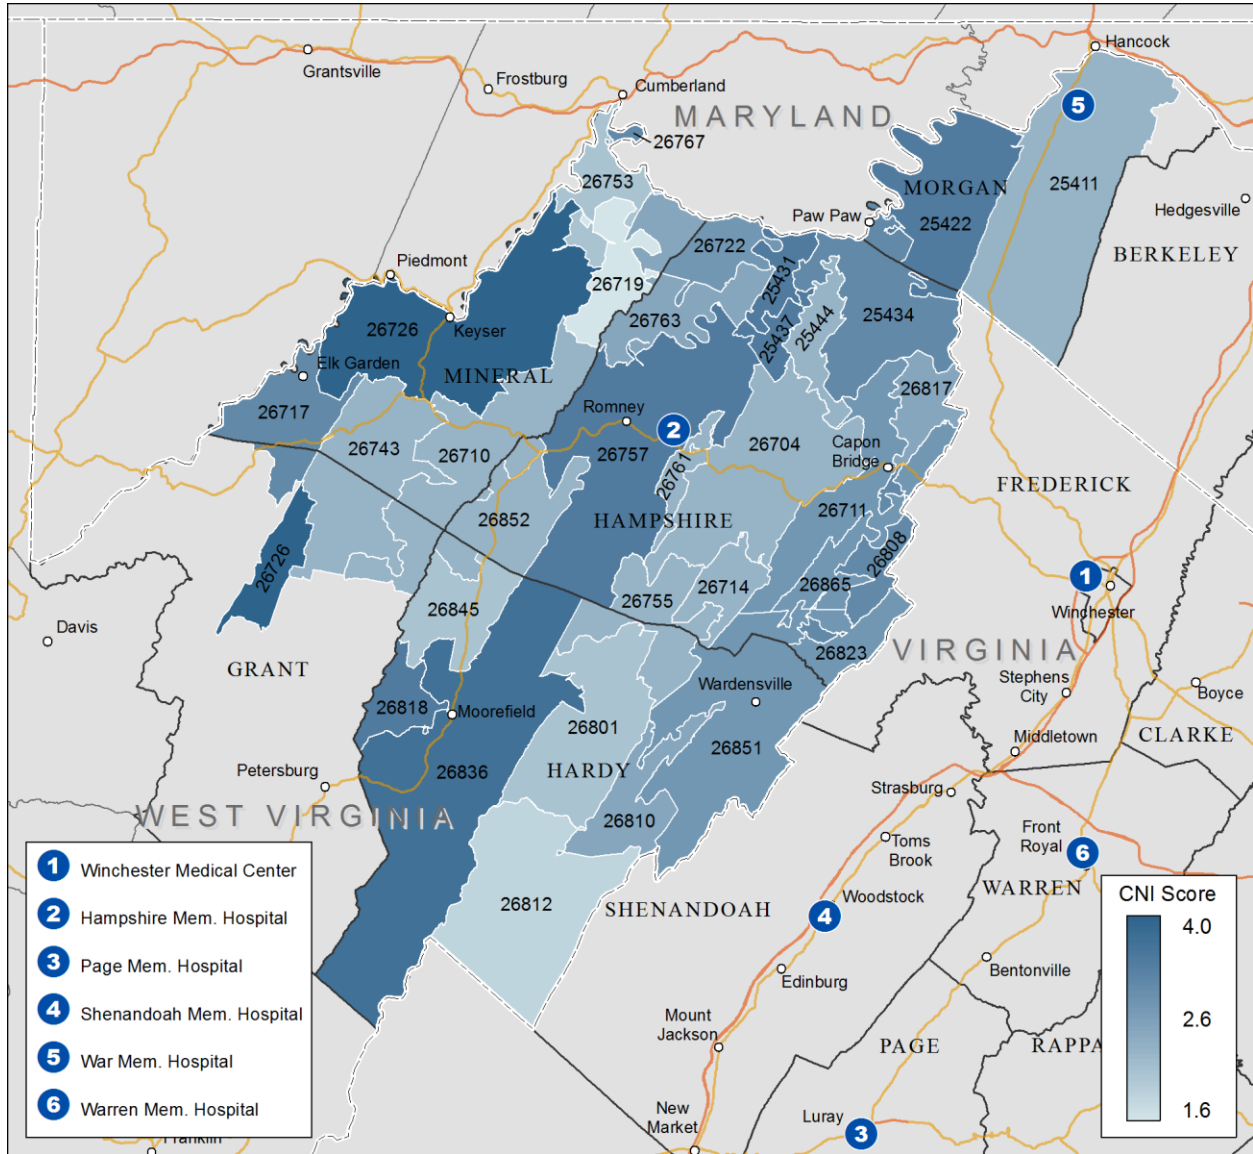 Hancock
Grantsville
Frostburg
Cumberland
MARYLAND
5
26767
26753
MORGAN
25411
Paw Paw
Hedgesville
25422
BERKELEY
26722
Piedmont
25431
26719
26763
25444
25434
26726
Keyser
25437
Elk Garden
MINERAL
26817
26717
Romney
2
26743
26710
26757
26704
Capon
Bridge
26761
FREDERICK
26852
HAMPSHIRE
26711
26808
26726
1
26865
26714
26755
Winchester
26845
Davis
26823
VIRGINIA
GRANT
Stephens
City
Wardensville
Boyce
26818
Moorefield
26801
26851
Middletown
CLARKE
26836
HARDY
Petersburg
Strasburg
WEST VIRGINIA
26810
Toms
Brook
Front
Royal
6
1 Winchester Medical Center
2 Hampshire Mem. Hospital
3 Page Mem. Hospital
4 Shenandoah Mem. Hospital
5 War Mem. Hospital
6 Warren Mem. Hospital
WARREN
CNI Score
4.0
2.6
1.6
26812
SHENANDOAH
Woodstock
4
Edinburg
Bentonville
Mount
Jackson
PAGE
RAPPA
New
Market
Luray
3
Franklin